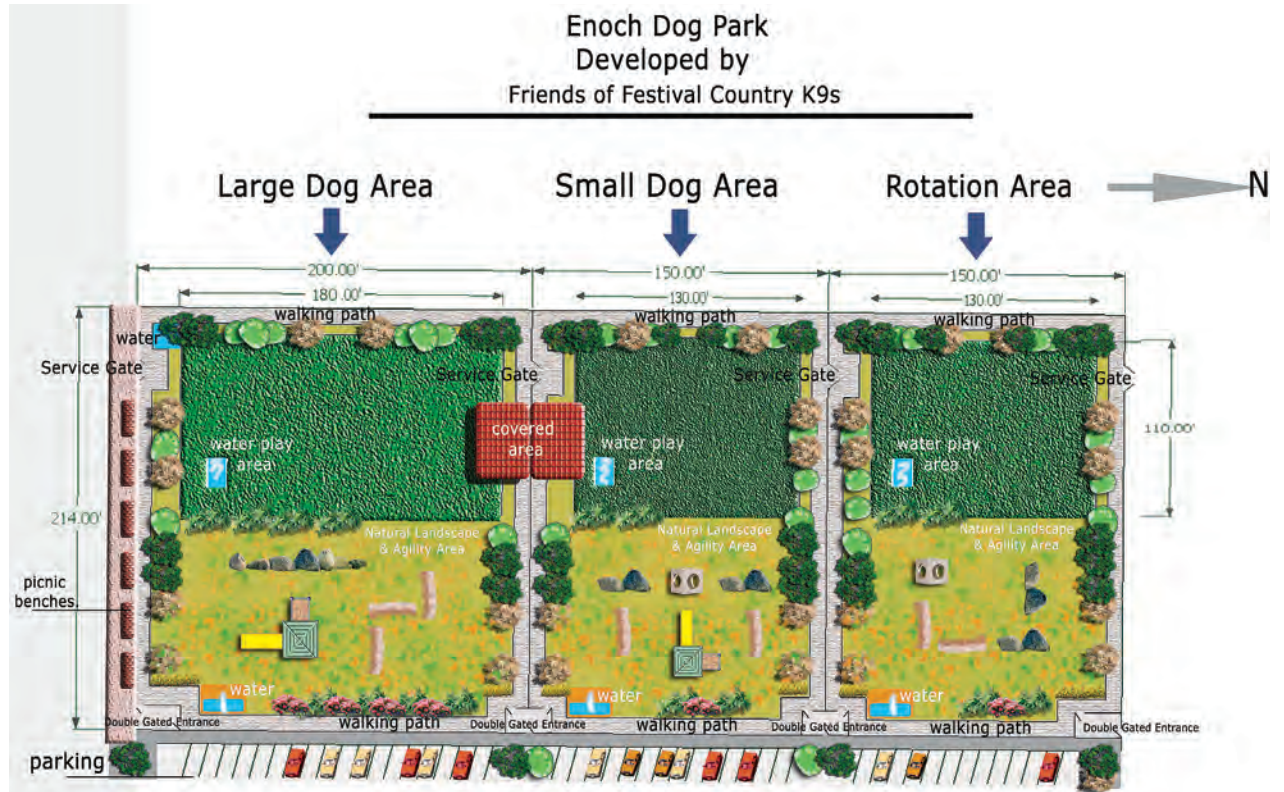 Enoch Dog Park
Developed by
Friends of Festival Country K9s
Large Dog Area
Small Dog Area
Rotation Area
N
200.00'
150.00'
150.00'
180.00'
130.00'
130.00'
walking path
walking path
walking path
water
Service Gate
Service Gate
Service Gate
Service Gate
110.00'
covered
area
water play
area
water play
area
water play
area
214.00'
Natural Landscape
& Agility Area
Natural Landscape
& Agility Area
Natural Landscape
& Agility Area
picnic
benches
water
water
water
Double Gated Entrance
walking path
Double Gated Entrance
walking path
Double Gated Entrance
walking path
Double Gated Entrance
parking